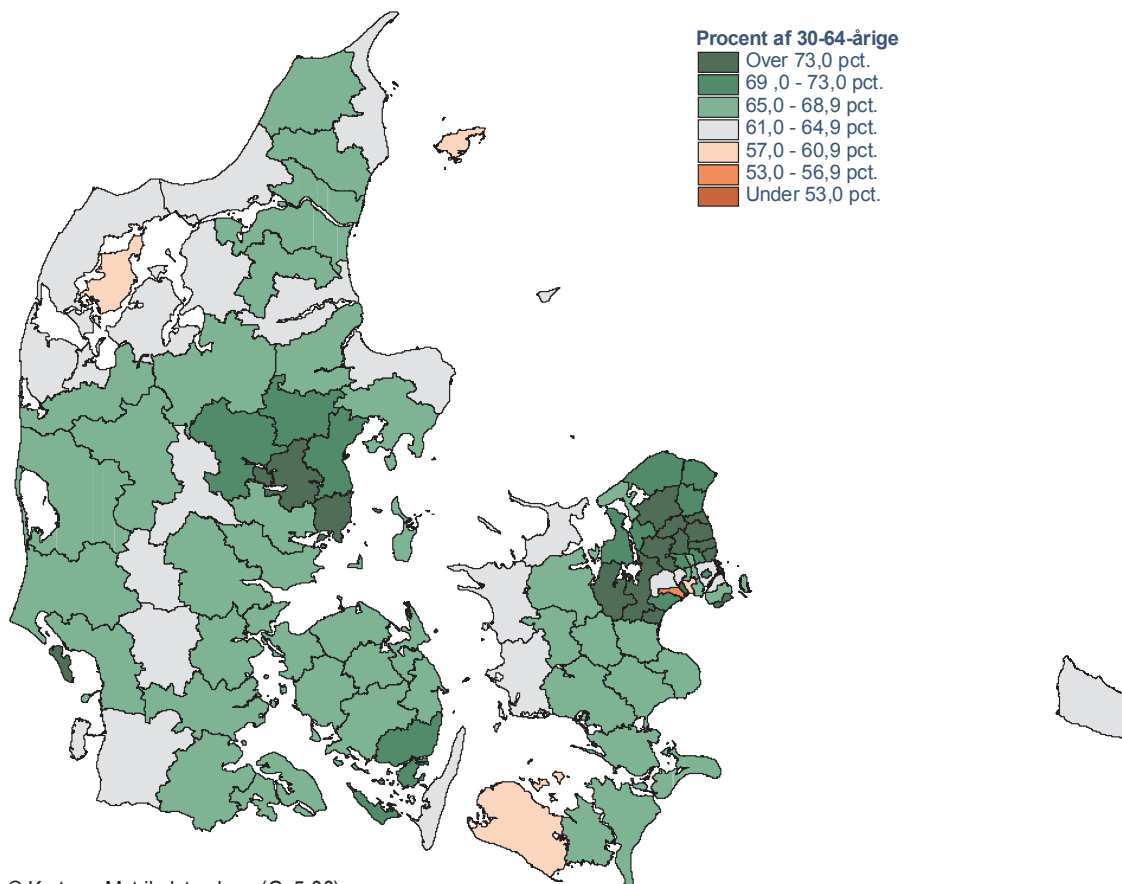 Procent af 30-64-årige
Over 73,0 pct.
69 ,0 - 73,0 pct.
65,0 - 68,9 pct.
61,0 - 64,9 pct.
57,0 - 60,9 pct.
53,0 - 56,9 pct.
Under 53,0 pct.